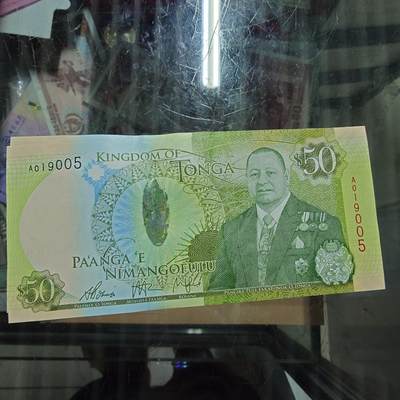 KINGDOM OF
TONGA
$50
A019005
A019005
PA'ANGA 'E
NIMANGOFULU
$50